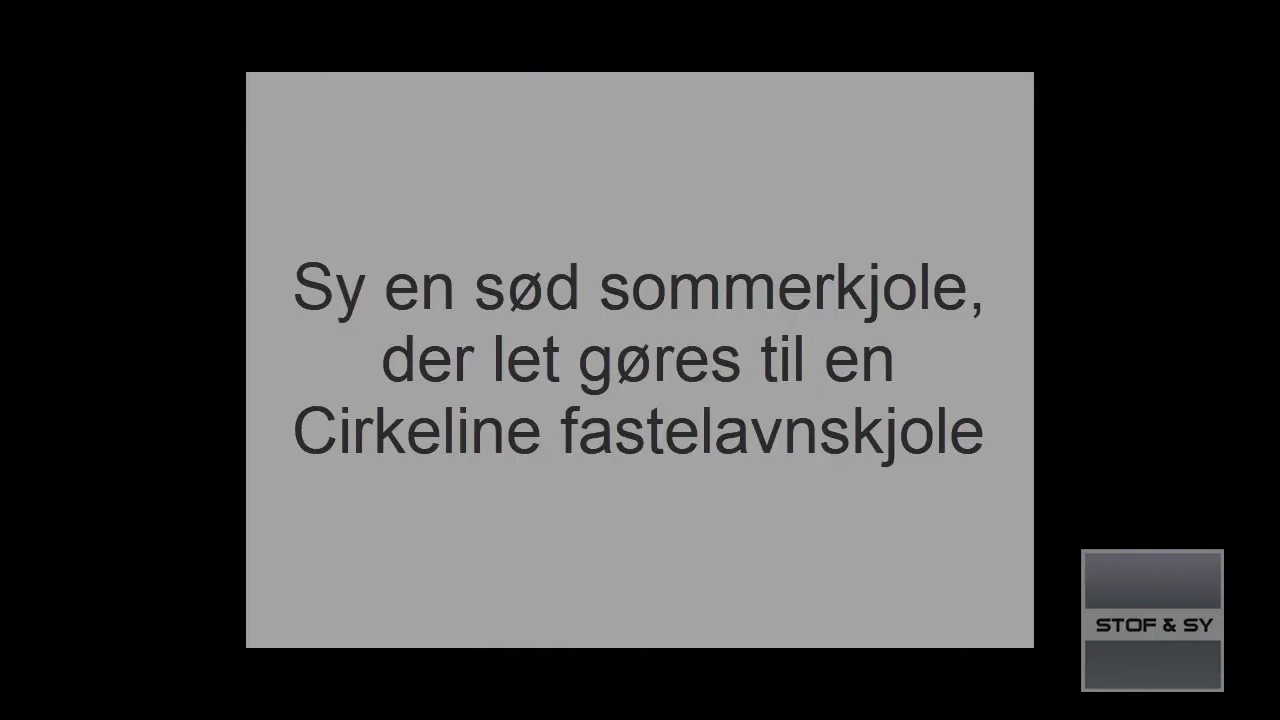 Sy en sød sommerkjole,
der let gøres til en
Cirkeline fastelavnskjole
STOF & SY